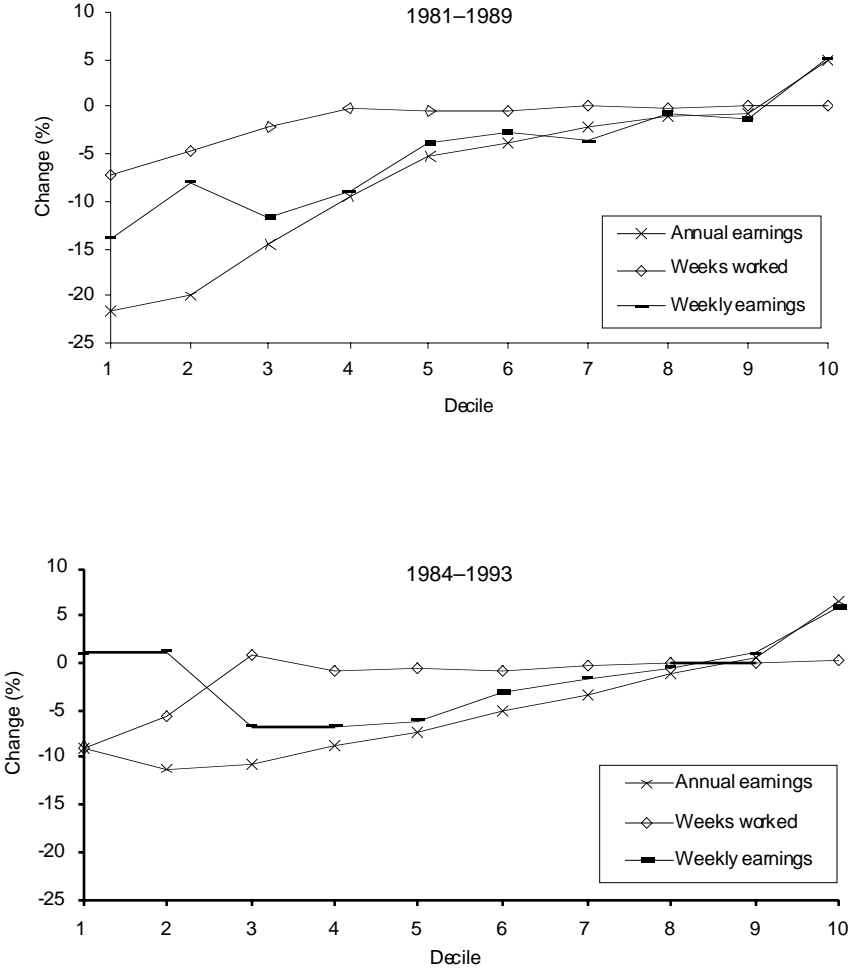 1981–1989
10
5
0
-5
-10
-15
-20
-25
Change (%)
Annual earnings
Weeks worked
Weekly earnings
1 2 3 4 5 6 7 8 9 10
Decile
1984–1993
10
5
0
-5
-10
-15
-20
-25
Change (%)
Annual earnings
Weeks worked
Weekly earnings
1 2 3 4 5 6 7 8 9 10
Decile